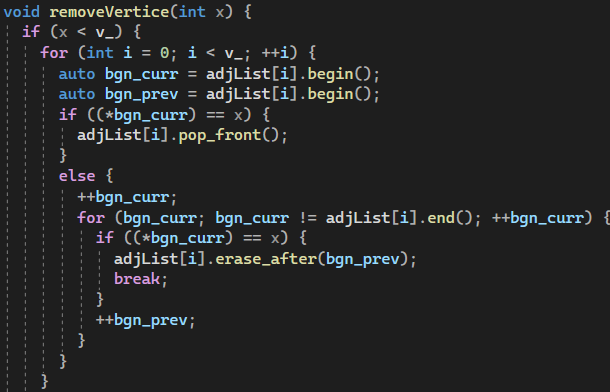 void removeVertice(int x) {
if (x < v_) {
for (int i = 0; i < v_; ++i) {
auto bgn_curr = adjList[i].begin();
auto bgn_prev = adjList[i].begin();
if ((*bgn_curr) == x) {
adjList[i].pop_front();
}
else {
++bgn_curr;
for (bgn_curr; bgn_curr != adjList[i].end(); ++bgn_curr) {
if ((*bgn_curr) == x) {
adjList[i].erase_after(bgn_prev);
break;
}
++bgn_prev;
}
}
}